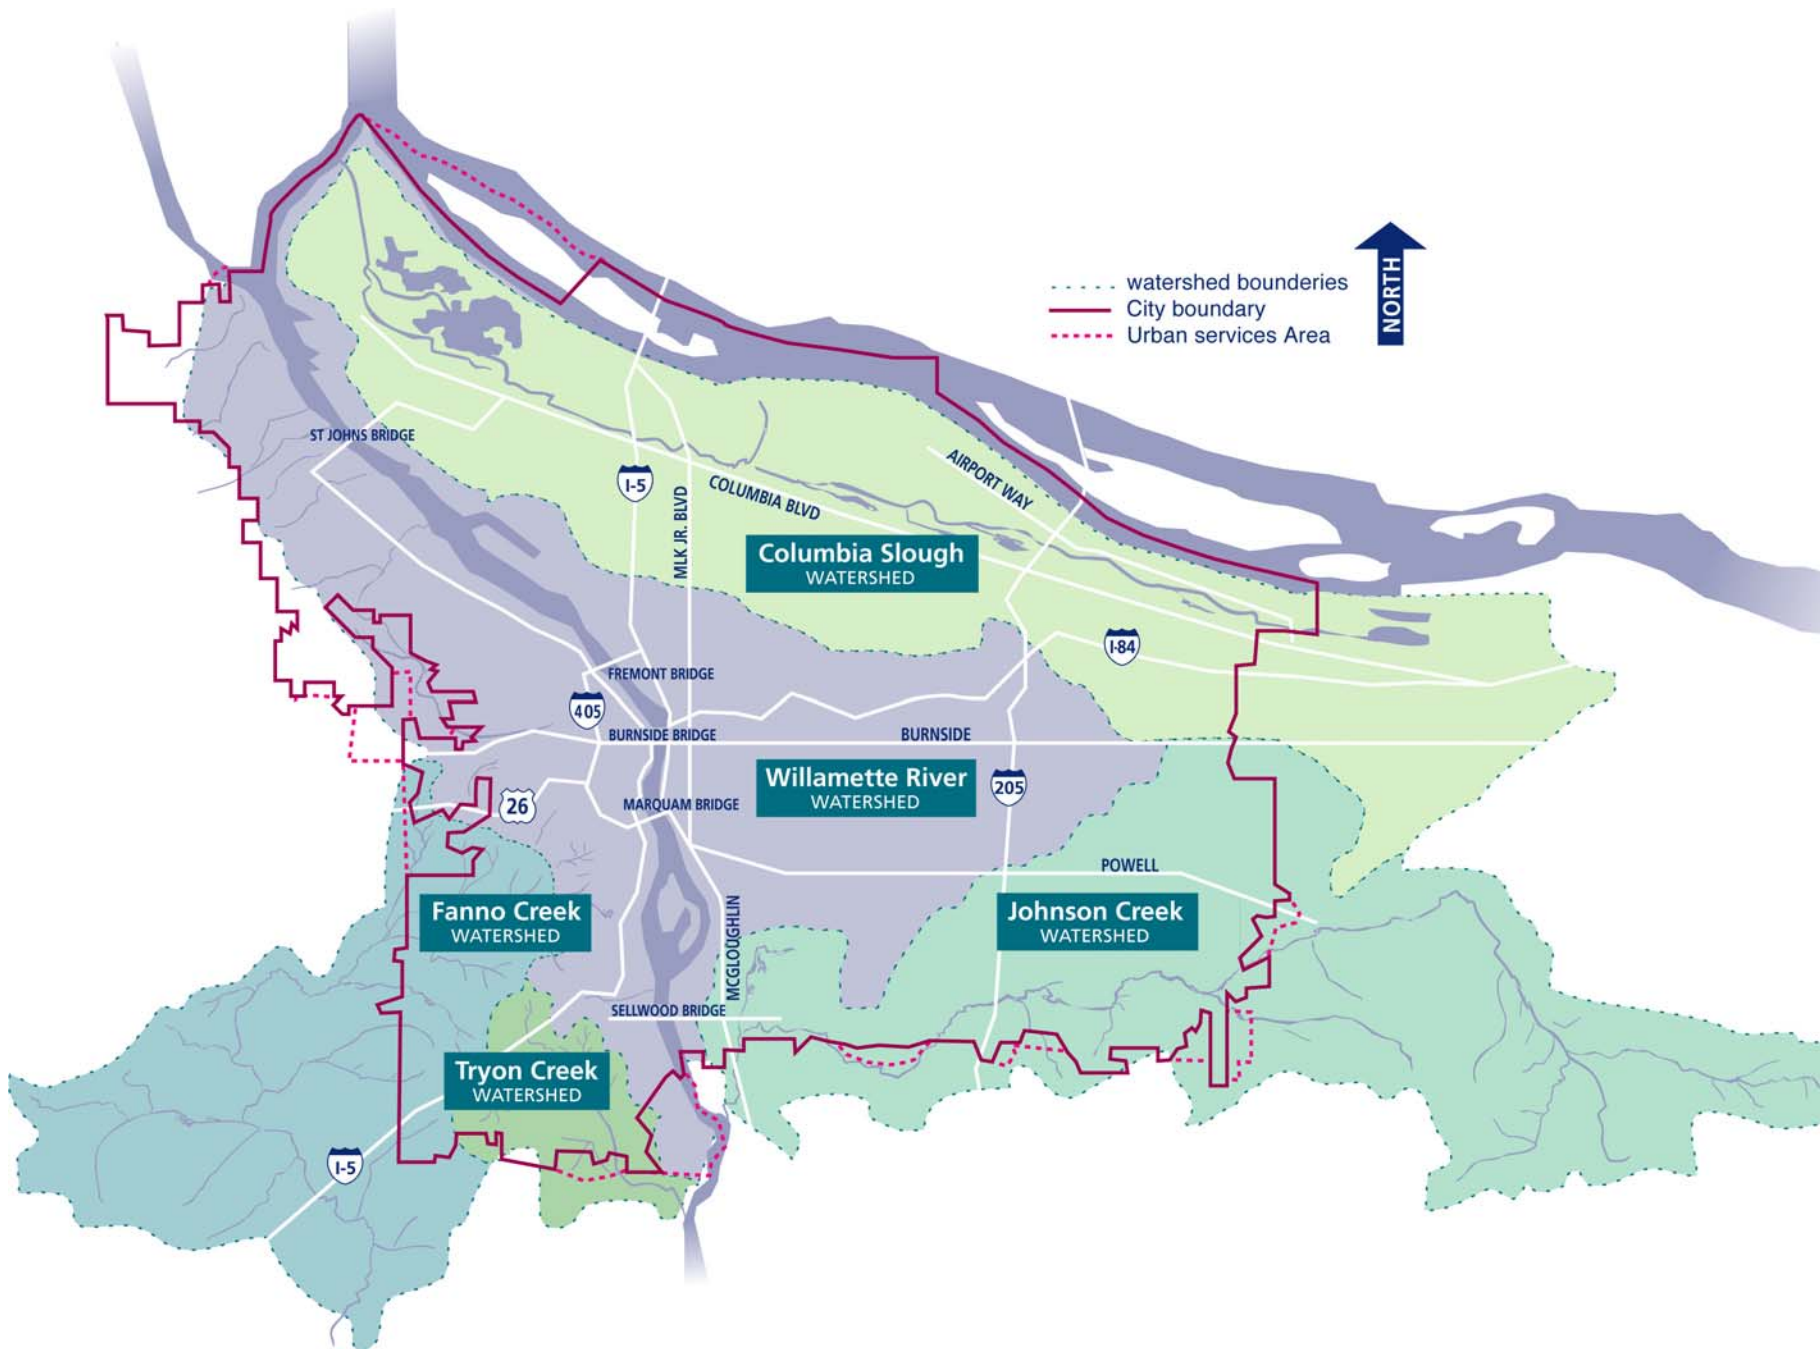 watershed bounderies
City boundary
Urban services Area
NORTH
ST JOHNS BRIDGE
I-5
MLK JR. BLVD
COLUMBIA BLVD
AIRPORT WAY
Columbia Slough
WATERSHED
I-84
FREMONT BRIDGE
405
BURNSIDE BRIDGE
BURNSIDE
Willamette River
WATERSHED
205
26
MARQUAM BRIDGE
POWELL
Fanno Creek
WATERSHED
MCGLOUGHLIN
Johnson Creek
WATERSHED
SELLWOOD BRIDGE
Tryon Creek
WATERSHED
I-5